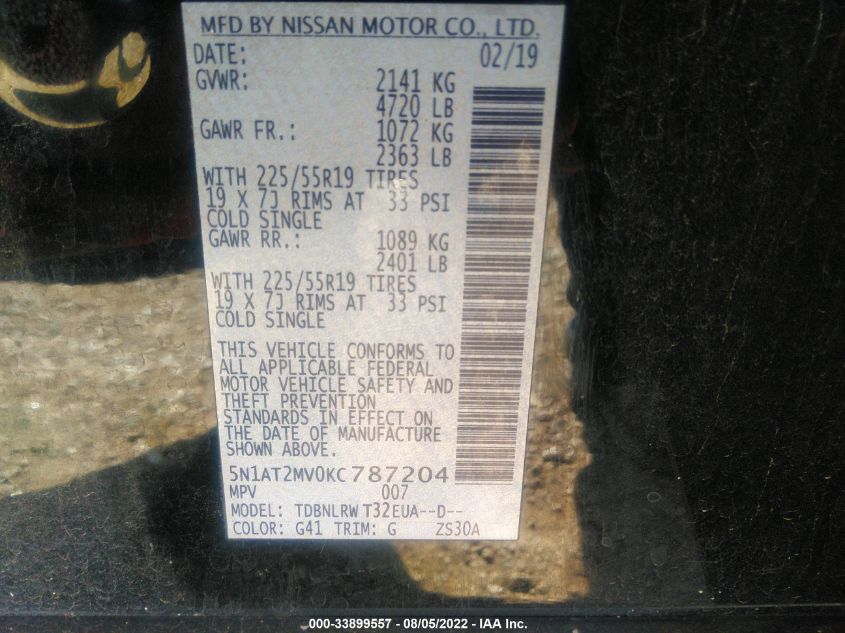 MFD BY NISSAN MOTOR CO., LTD.
DATE: 02/19
GVWR: 2141 KG
4720 LB
GAWR FR.: 1072 KG
2363 LB
WITH 225/55R19 TIRES
19 X 7J RIMS AT 33 PSI
COLD SINGLE
GAWR RR.: 1089 KG
2401 LB
WITH 225/55R19 TIRES
19 X 7J RIMS AT 33 PSI
COLD SINGLE
THIS VEHICLE CONFORMS TO
ALL APPLICABLE FEDERAL
MOTOR VEHICLE SAFETY AND
THEFT PREVENTION
STANDARDS IN EFFECT ON
THE DATE OF MANUFACTURE
SHOWN ABOVE.
5N1AT2MV0KC787204
MPV 007
MODEL: TDBNLRW T32EUA--D--
COLOR: G41 TRIM: G ZS30A
000-33899557 - 08/05/2022 - IAA Inc.